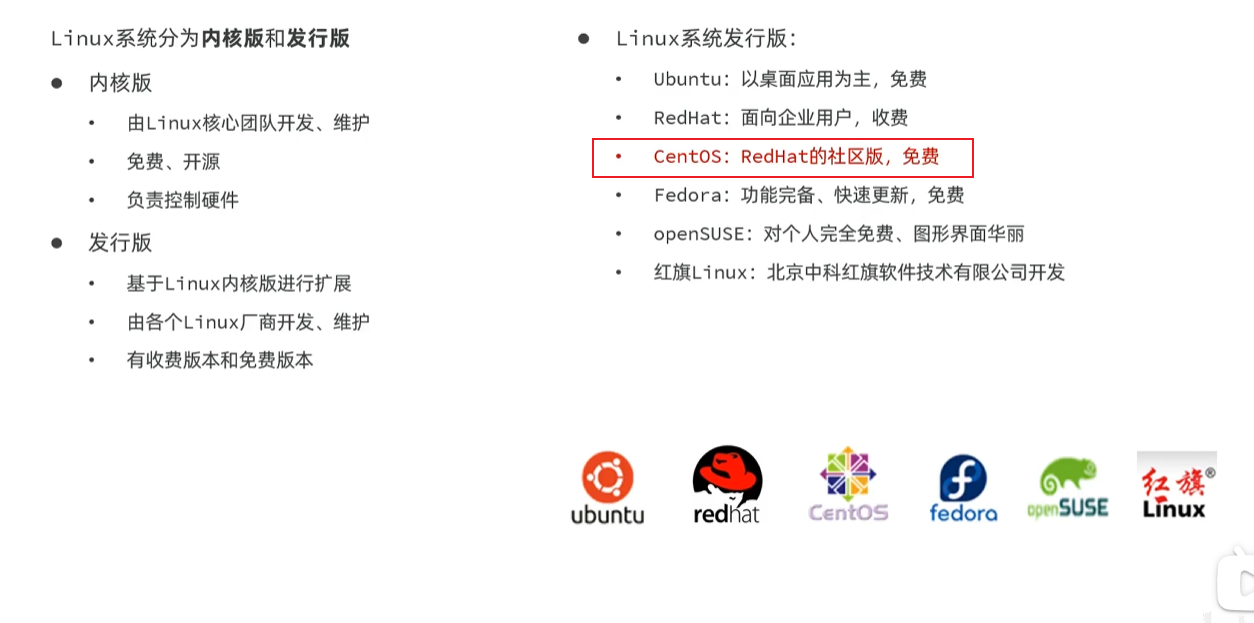 Linux系统分为内核版和发行版
● 内核版
• 由Linux核心团队开发、维护
• 免费、开源
• 负责控制硬件
● 发行版
• 基于Linux内核版进行扩展
• 由各个Linux厂商开发、维护
• 有收费版本和免费版本
● Linux系统发行版：
• Ubuntu：以桌面应用为主，免费
• RedHat：面向企业用户，收费
• CentOS：RedHat的社区版，免费
• Fedora：功能完备、快速更新，免费
• openSUSE：对个人完全免费、图形界面华丽
• 红旗Linux：北京中科红旗软件技术有限公司开发
ubuntu
redhat
CentOS
fedora
openSUSE
红旗®
Linux